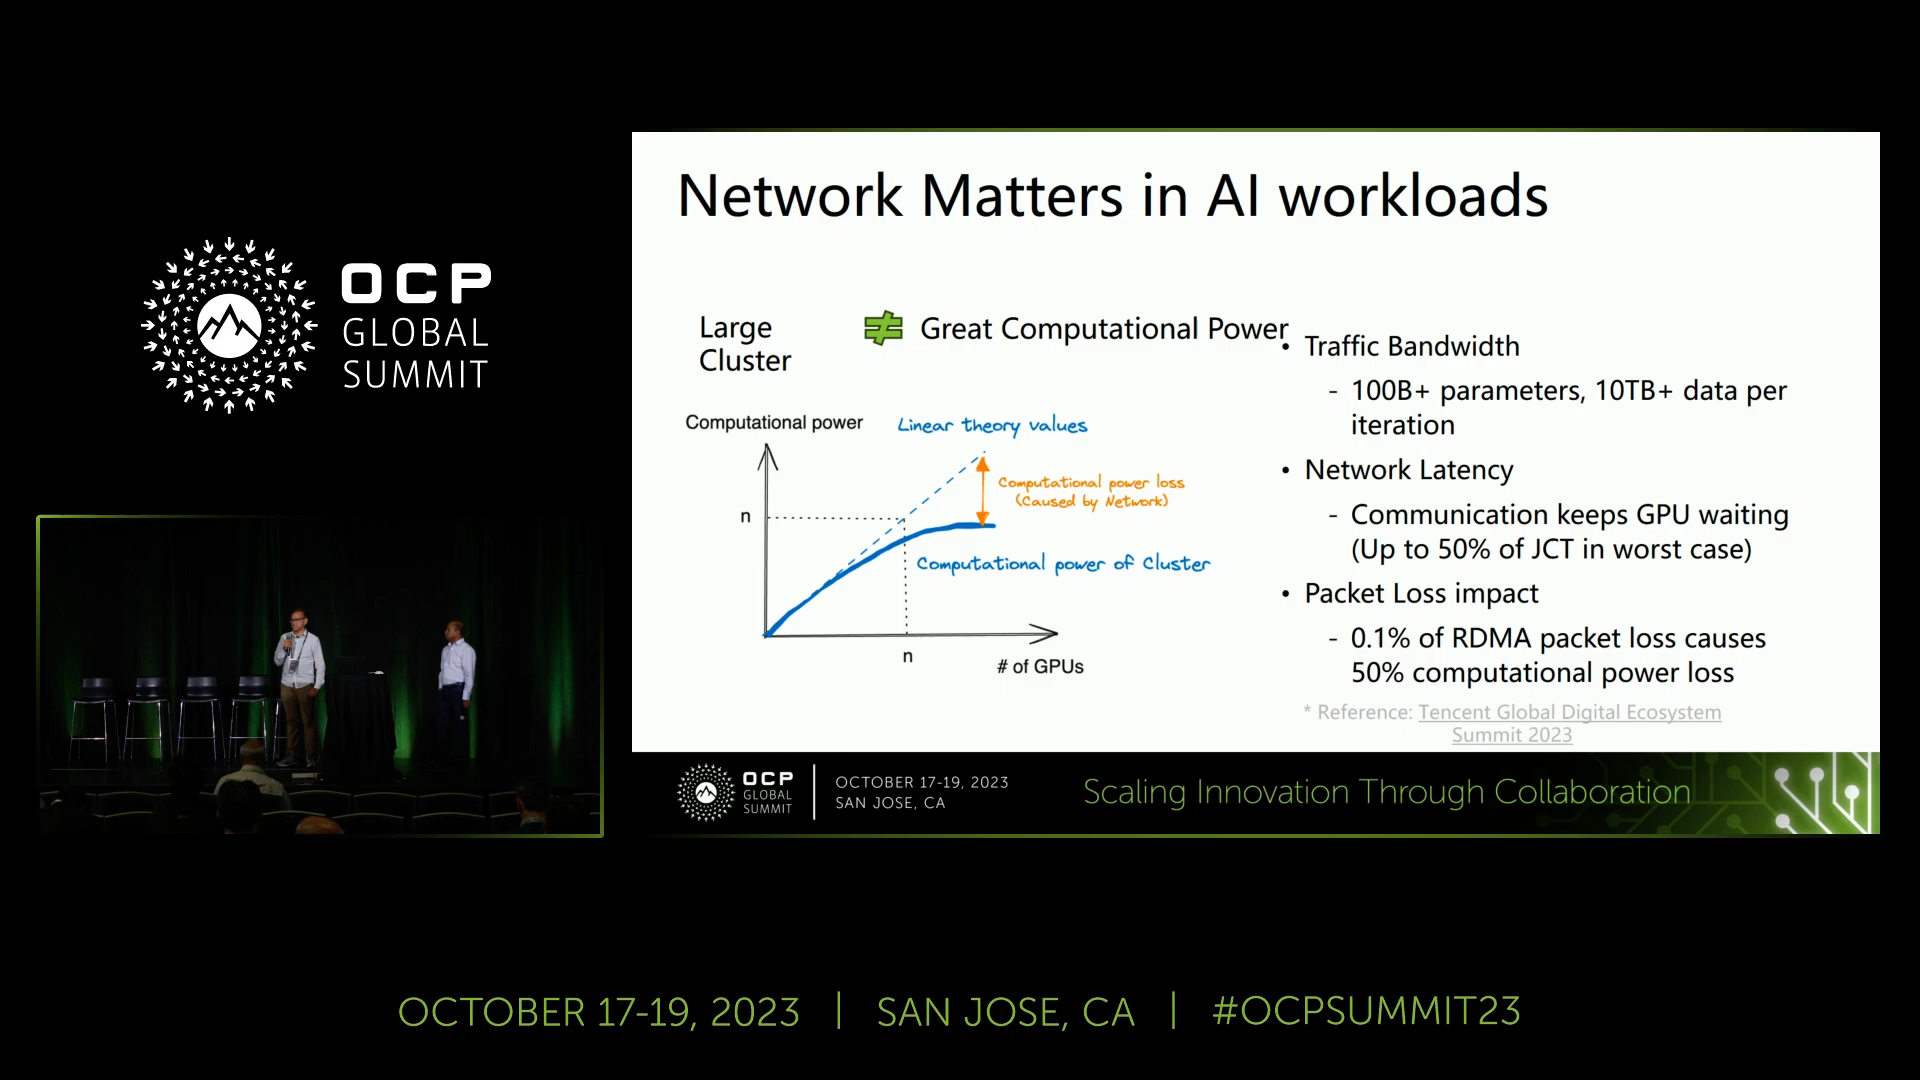 OCP
GLOBAL
SUMMIT
Network Matters in AI workloads
Large
Cluster
≠ Great Computational Power
Computational power
Linear theory values
Computational power loss
(Caused by Network)
n
Computational power of Cluster
n
# of GPUs
• Traffic Bandwidth
- 100B+ parameters, 10TB+ data per
iteration
• Network Latency
- Communication keeps GPU waiting
(Up to 50% of JCT in worst case)
• Packet Loss impact
- 0.1% of RDMA packet loss causes
50% computational power loss
* Reference: Tencent Global Digital Ecosystem
Summit 2023
OCP
GLOBAL
SUMMIT
OCTOBER 17-19, 2023
SAN JOSE, CA
Scaling Innovation Through Collaboration
OCTOBER 17-19, 2023 | SAN JOSE, CA | #OCPSUMMIT23